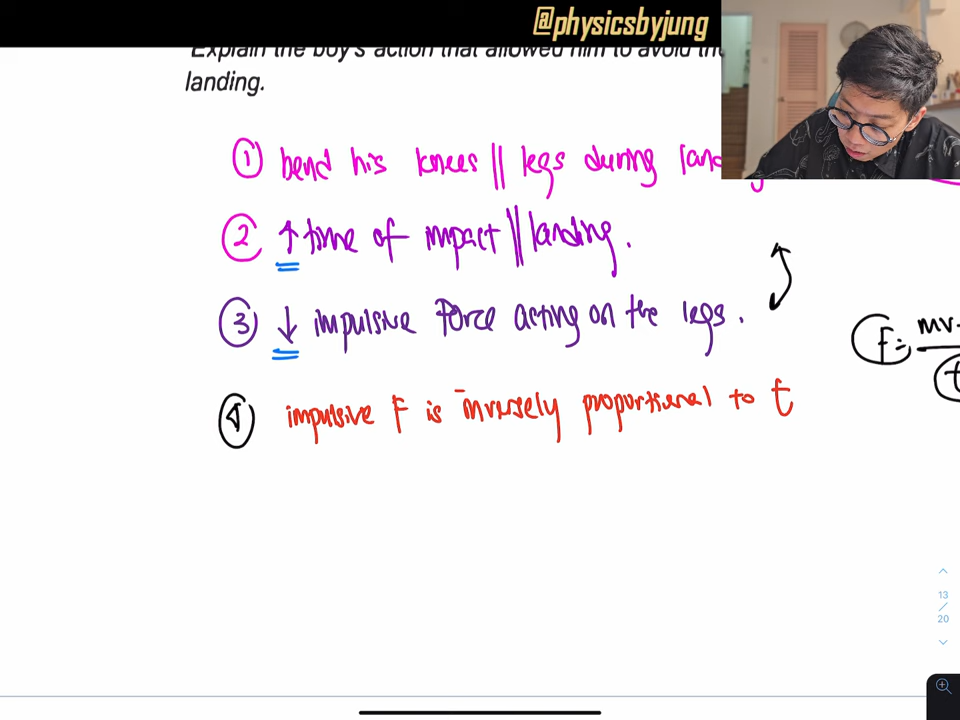 @physicsbyjung
Explain the boy's action that allowed him to avoid
landing.
① bend his knees // legs during
② ↑ time of impact // landing.
③ ↓ impulsive force acting on the legs.
④ impulsive F is inversely proportional to t
F = mv-
t
13
/
20